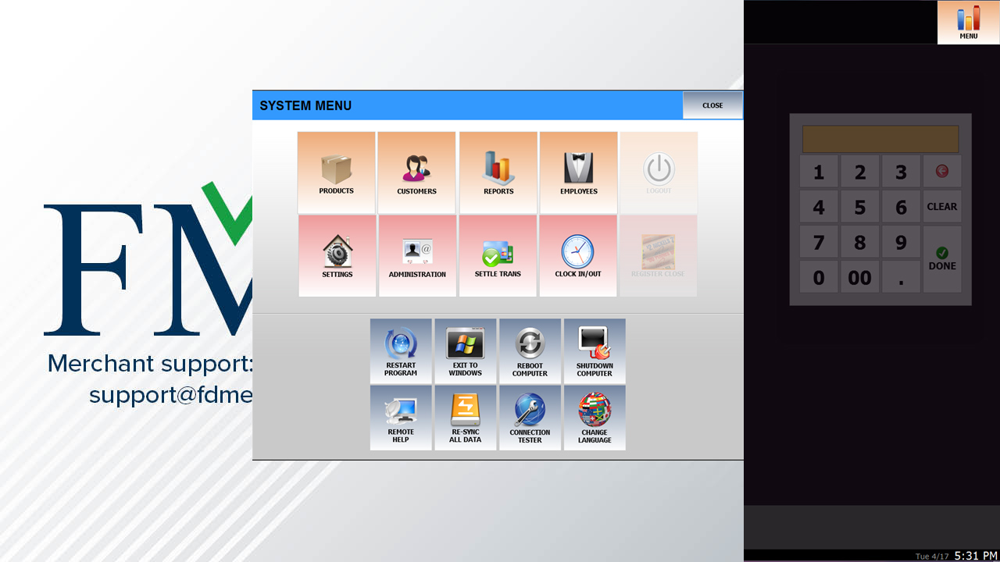 MENU
SYSTEM MENU
CLOSE
PRODUCTS
CUSTOMERS
REPORTS
EMPLOYEES
LOGOUT
SETTINGS
ADMINISTRATION
SETTLE TRANS
CLOCK IN/OUT
REGISTER CLOSE
RESTART
PROGRAM
EXIT TO
WINDOWS
REBOOT
COMPUTER
SHUTDOWN
COMPUTER
REMOTE
HELP
RE-SYNC
ALL DATA
CONNECTION
TESTER
CHANGE
LANGUAGE
FM
Merchant support:
support@fdme
1 2 3
4 5 6 CLEAR
7 8 9
0 00 . DONE
Tue 4/17 5:31 PM